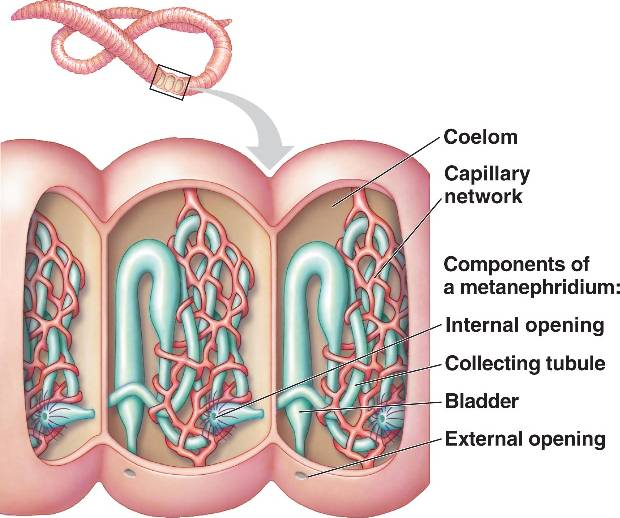 Coelom
Capillary
network
Components of
a metanephridium:
Internal opening
Collecting tubule
Bladder
External opening